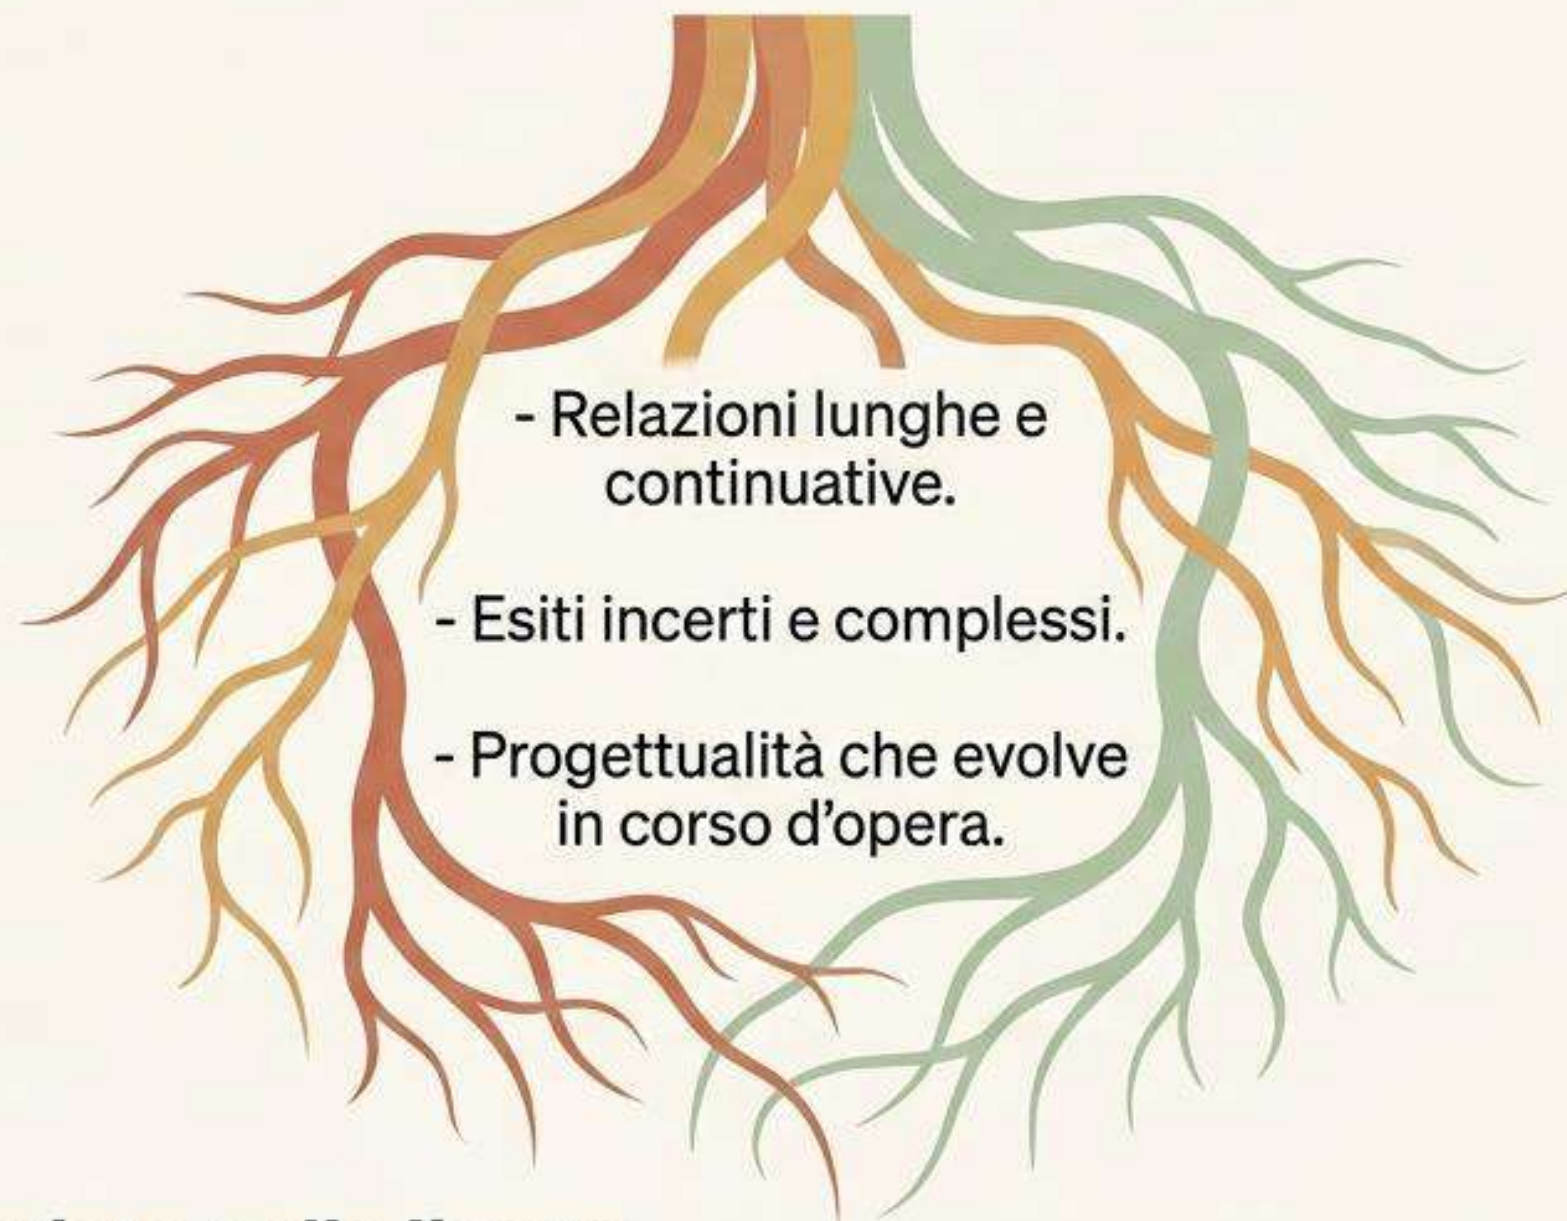 - Relazioni lunghe e
continuative.
- Esiti incerti e complessi.
- Progettualità che evolve
in corso d’opera.